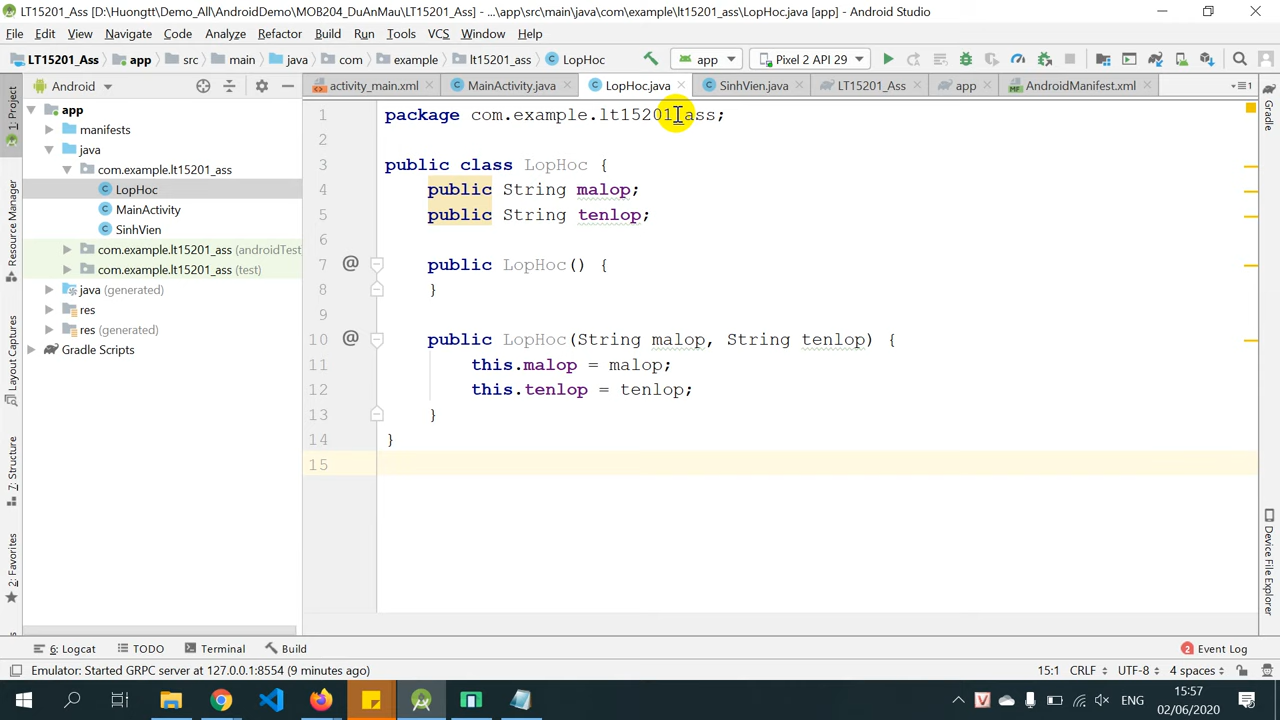 LT15201_Ass [D:\Huongtt\Demo_All\AndroidDemo\MOB204_DuAnMau\LT15201_Ass] - ...\app\src\main\java\com\example\lt15201_ass\LopHoc.java [app] - Android Studio
File Edit View Navigate Code Analyze Refactor Build Run Tools VCS Window Help
LT15201_Ass app src main java com example lt15201_ass LopHoc app Pixel 2 API 29
1: Project
Resource Manager
Layout Captures
7: Structure
2: Favorites
Android
app
manifests
java
com.example.lt15201_ass
LopHoc
MainActivity
SinhVien
com.example.lt15201_ass (androidTest
com.example.lt15201_ass (test)
java (generated)
res
res (generated)
Gradle Scripts
activity_main.xml MainActivity.java LopHoc.java SinhVien.java LT15201_Ass app AndroidManifest.xml
1 package com.example.lt15201_ass;
2
3 public class LopHoc {
4 public String malop;
5 public String tenlop;
6
7 @ public LopHoc() {
8 }
9
10 @ public LopHoc(String malop, String tenlop) {
11 this.malop = malop;
12 this.tenlop = tenlop;
13 }
14 }
15
Gradle
Device File Explorer
6: Logcat TODO Terminal Build 2 Event Log
Emulator: Started GRPC server at 127.0.0.1:8554 (9 minutes ago) 15:1 CRLF UTF-8 4 spaces
V ENG 15:57
02/06/2020